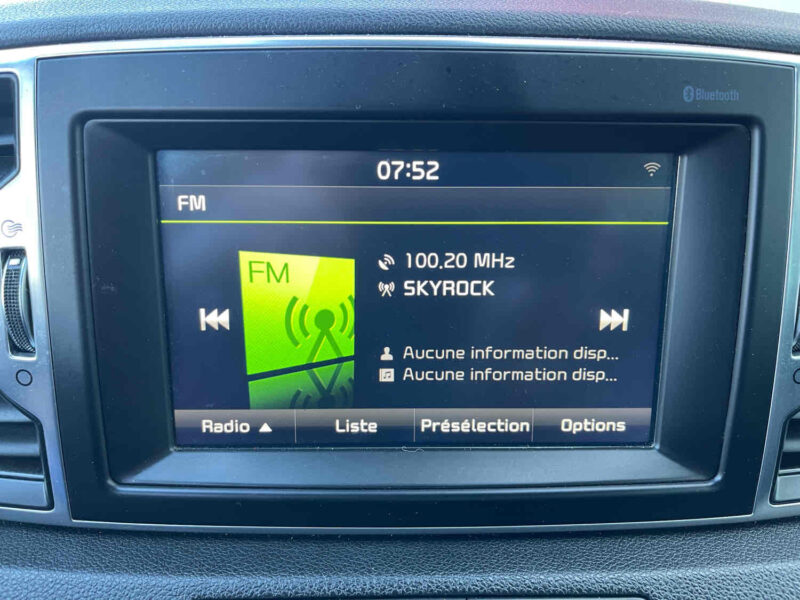 Bluetooth
07:52
FM
FM
100.20 MHz
SKYROCK
Aucune information disp...
Aucune information disp...
Radio ▲ Liste Présélection Options